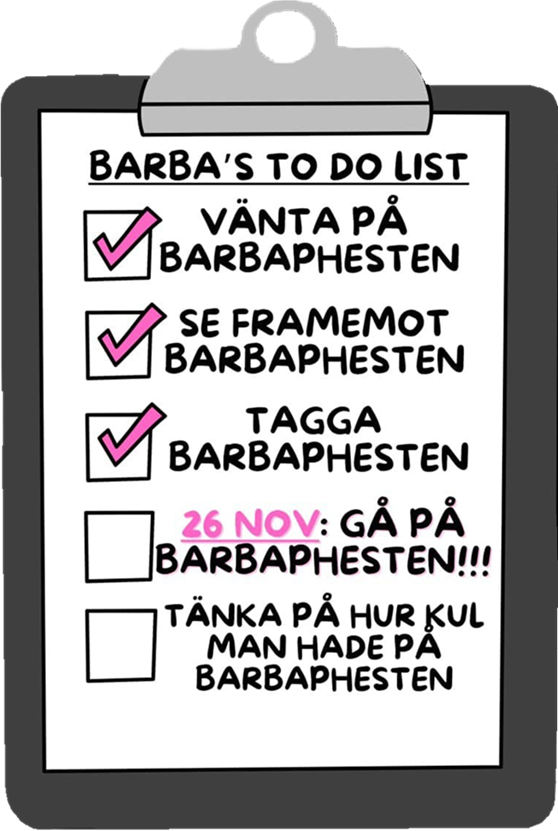 BARBA'S TO DO LIST
VÄNTA PÅ
BARBAPHESTEN
SE FRAMEMOT
BARBAPHESTEN
TAGGA
BARBAPHESTEN
26 NOV: GÅ PÅ
BARBAPHESTEN!!!
TÄNKA PÅ HUR KUL
MAN HADE PÅ
BARBAPHESTEN